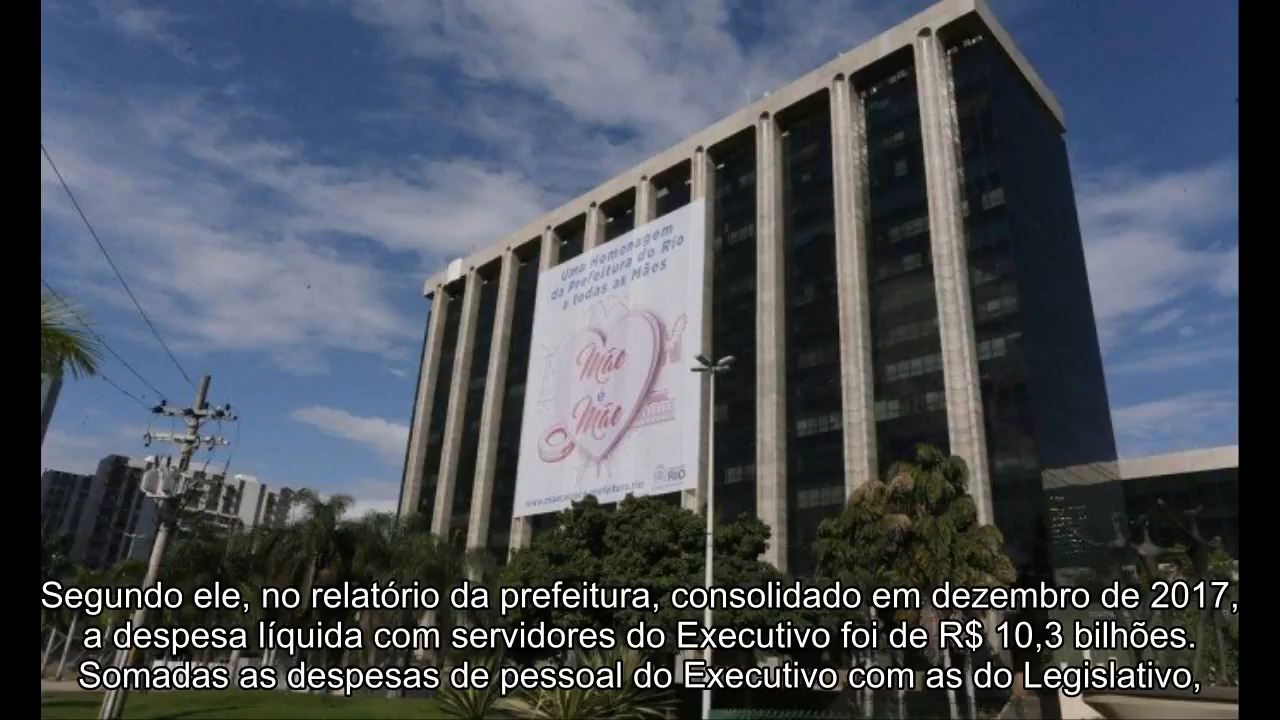 Uma Homenagem
da Prefeitura do Rio
a todas as Mães
Mãe
é
Mãe
RIO
Segundo ele, no relatório da prefeitura, consolidado em dezembro de 2017,
a despesa líquida com servidores do Executivo foi de R$ 10,3 bilhões.
Somadas as despesas de pessoal do Executivo com as do Legislativo,